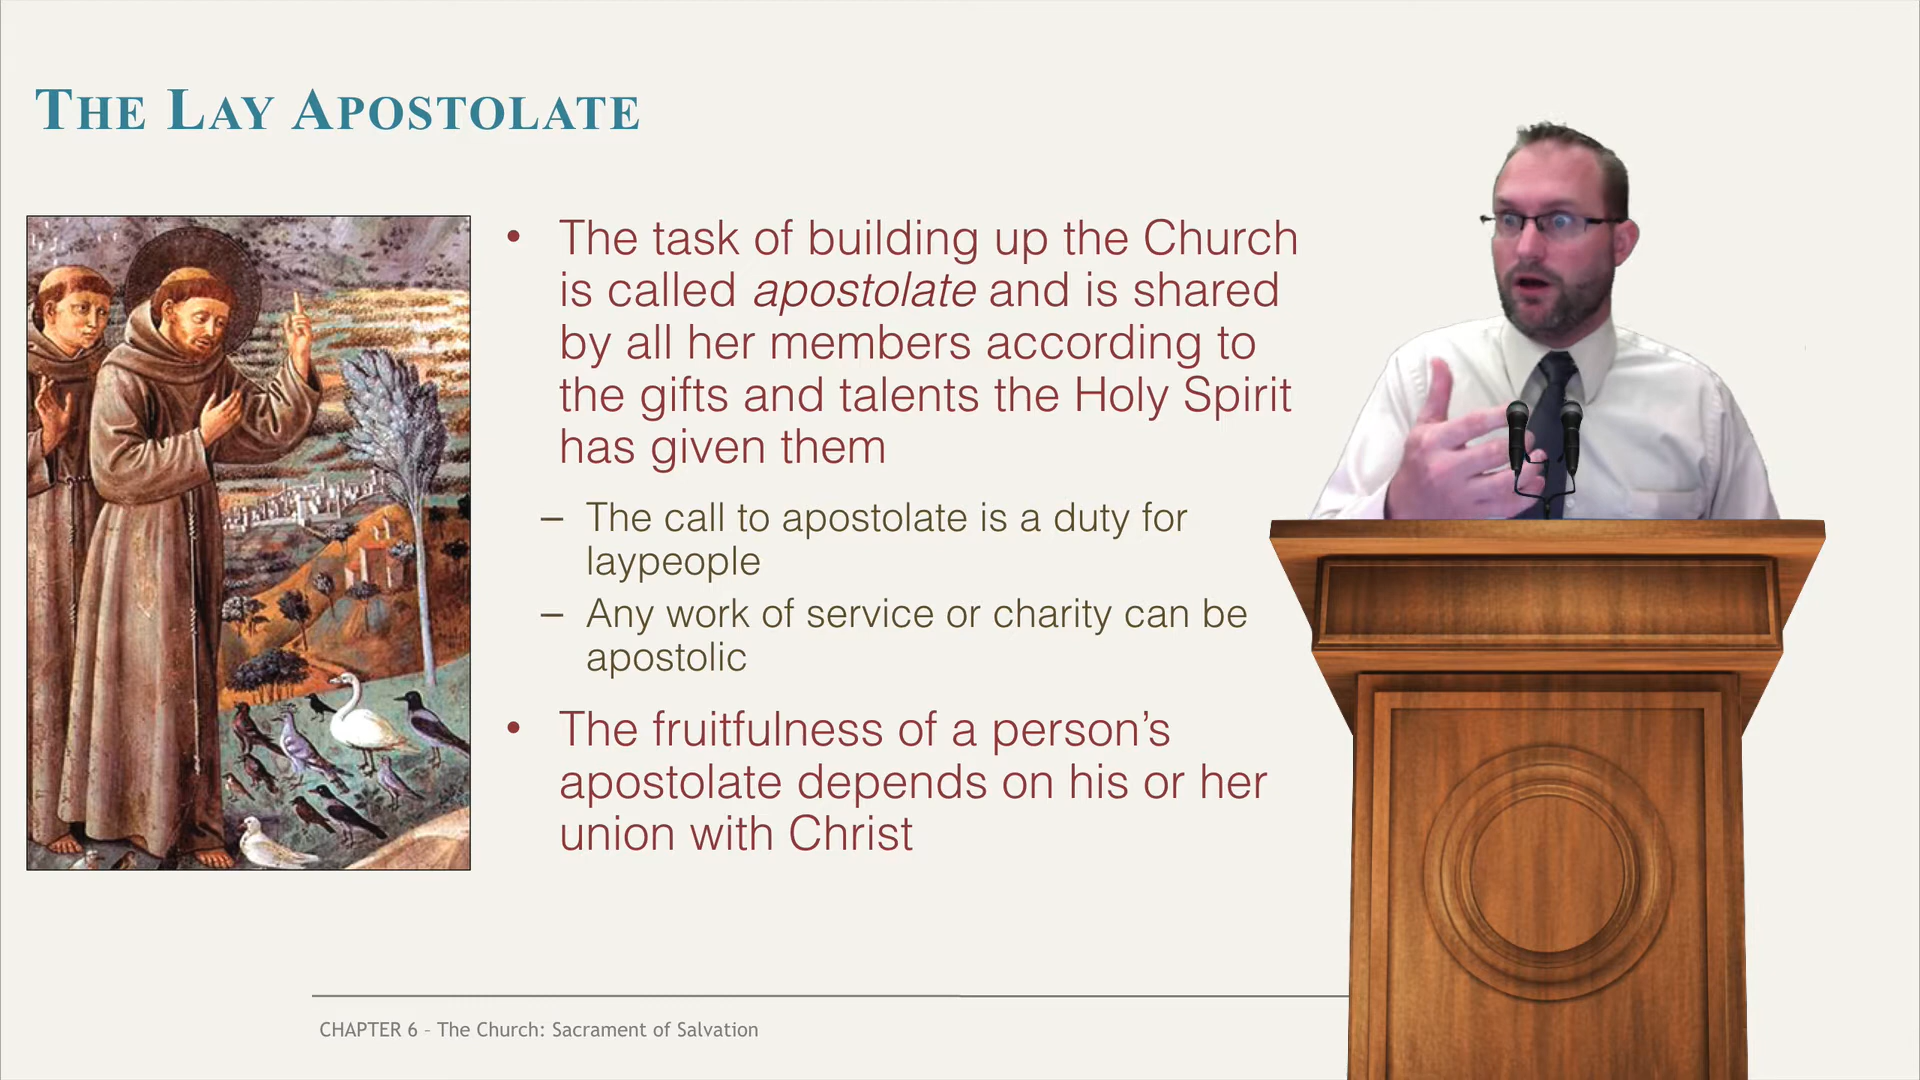 THE LAY APOSTOLATE
• The task of building up the Church
is called apostolate and is shared
by all her members according to
the gifts and talents the Holy Spirit
has given them
– The call to apostolate is a duty for
laypeople
– Any work of service or charity can be
apostolic
• The fruitfulness of a person’s
apostolate depends on his or her
union with Christ
CHAPTER 6 – The Church: Sacrament of Salvation